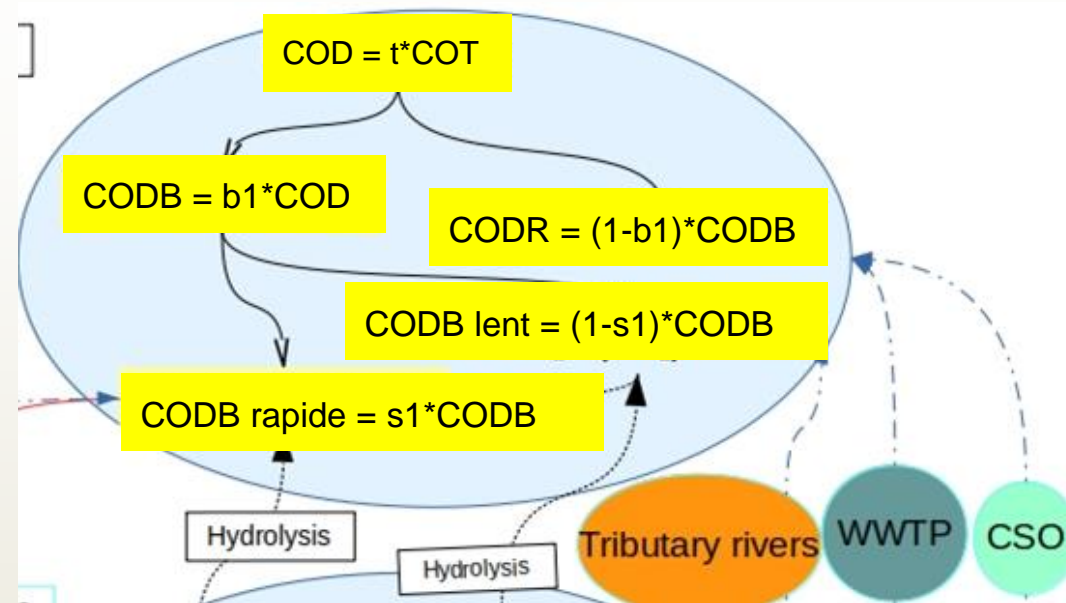 COD = t*COT
CODB = b1*COD
CODR = (1-b1)*CODB
CODB lent = (1-s1)*CODB
CODB rapide = s1*CODB
Hydrolysis
Hydrolysis
Tributary rivers
WWTP
CSO